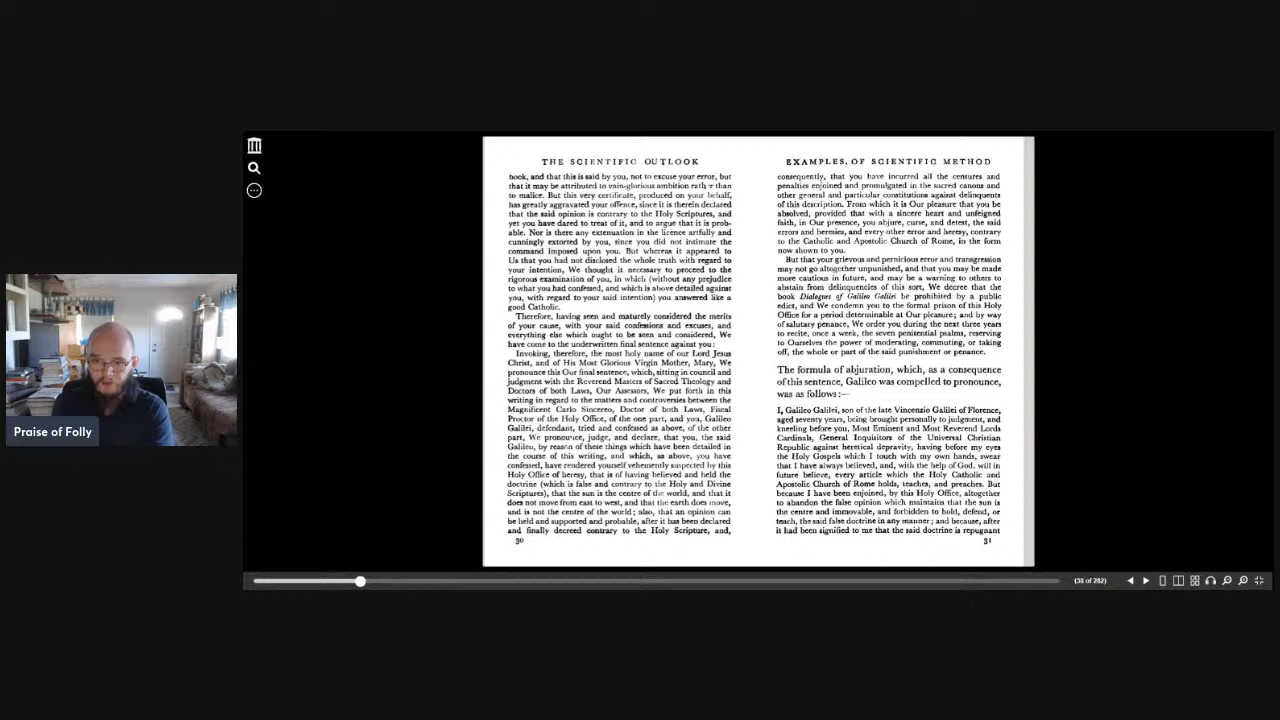 THE SCIENTIFIC OUTLOOK
book, and that this is said by you, not to excuse your error, but
that it may be attributed to vain-glorious ambition rather than
to malice. But this very certificate, produced on your behalf,
has greatly aggravated your offence, since it is therein declared
that the said opinion is contrary to the Holy Scriptures, and
yet you have dared to treat of it, and to argue that it is prob-
able. Nor is there any extenuation in the licence artfully and
cunningly extorted by you, since you did not intimate the
command imposed upon you. But whereas it appeared to
Us that you had not disclosed the whole truth with regard to
your intention, We thought it necessary to proceed to the
rigorous examination of you, in which (without any prejudice
to what you had confessed, and which is above detailed against
you, with regard to your said intention) you answered like a
good Catholic.
Therefore, having seen and maturely considered the merits
of your cause, with your said confessions and excuses, and
everything else which ought to be seen and considered, We
have come to the underwritten final sentence against you:
Invoking, therefore, the most holy name of our Lord Jesus
Christ, and of His Most Glorious Virgin Mother, Mary, We
pronounce this Our final sentence, which, sitting in council and
judgment with the Reverend Masters of Sacred Theology and
Doctors of both Laws, Our Assessors, We put forth in this
writing in regard to the matters and controversies between the
Magnificent Carlo Sincereo, Doctor of both Laws, Fiscal
Proctor of the Holy Office, of the one part, and you, Galileo
Galilei, defendant, tried and confessed as above, of the other
part, We pronounce, judge, and declare, that you, the said
Galileo, by reason of these things which have been detailed in
the course of this writing, and which, as above, you have
confessed, have rendered yourself vehemently suspected by this
Holy Office of heresy, that is of having believed and held the
doctrine (which is false and contrary to the Holy and Divine
Scriptures), that the sun is the centre of the world, and that it
does not move from east to west, and that the earth does move,
and is not the centre of the world; also, that an opinion can
be held and supported and probable, after it has been declared
and finally decreed contrary to the Holy Scripture, and,
30
EXAMPLES OF SCIENTIFIC METHOD
consequently, that you have incurred all the censures and
penalties enjoined and promulgated in the sacred canons and
other general and particular constitutions against delinquents
of this description. From which it is Our pleasure that you be
absolved, provided that with a sincere heart and unfeigned
faith, in Our presence, you abjure, curse, and detest, the said
errors and heresies, and every other error and heresy, contrary
to the Catholic and Apostolic Church of Rome, in the form
now shown to you.
But that your grievous and pernicious error and transgression
may not go altogether unpunished, and that you may be made
more cautious in future, and may be a warning to others to
abstain from delinquencies of this sort, We decree that the
book Dialogues of Galileo Galilei be prohibited by a public
edict, and We condemn you to the formal prison of this Holy
Office for a period determinable at Our pleasure; and by way
of salutary penance, We order you during the next three years
to recite, once a week, the seven penitential psalms, reserving
to Ourselves the power of moderating, commuting, or taking
off, the whole or part of the said punishment or penance.
The formula of abjuration, which, as a consequence
of this sentence, Galileo was compelled to pronounce,
was as follows:—
I, Galileo Galilei, son of the late Vincenzio Galilei of Florence,
aged seventy years, being brought personally to judgment, and
kneeling before you, Most Eminent and Most Reverend Lords
Cardinals, General Inquisitors of the Universal Christian
Republic against heretical depravity, having before my eyes
the Holy Gospels which I touch with my own hands, swear
that I have always believed, and, with the help of God, will in
future believe, every article which the Holy Catholic and
Apostolic Church of Rome holds, teaches, and preaches. But
because I have been enjoined, by this Holy Office, altogether
to abandon the false opinion which maintains that the sun is
the centre and immovable, and forbidden to hold, defend, or
teach, the said false doctrine in any manner; and because, after
it had been signified to me that the said doctrine is repugnant
31
Praise of Folly
(38 of 282)